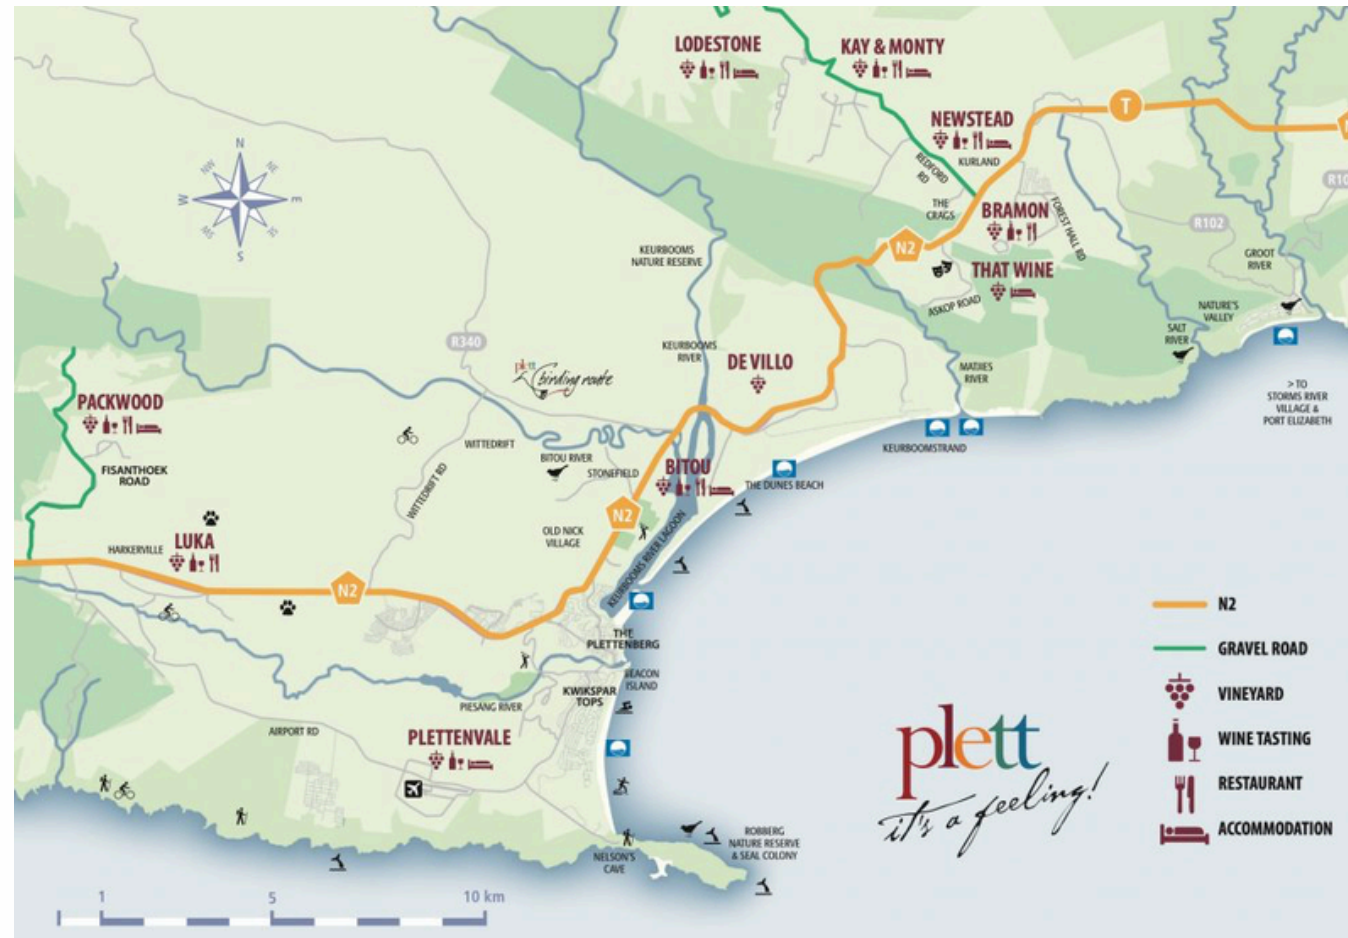 LODESTONE
KAY & MONTY
NEWSTEAD
KURLAND
REDFORD
RD
THE
CRAGS
BRAMON
FOREST HALL RD
T
N2
R102
GROOT
RIVER
THAT WINE
ASKOP ROAD
NATURE'S
VALLEY
SALT
RIVER
MATJIES
RIVER
> TO
STORMS RIVER
VILLAGE &
PORT ELIZABETH
N
NE
E
SE
S
SW
W
NW
KEURBOOMS
NATURE RESERVE
R340
KEURBOOMS
RIVER
DE VILLO
plett
birding route
PACKWOOD
FISANTHOEK
ROAD
WITTEDRIFT
WITTEDRIFT RD
BITOU RIVER
STONEFIELD
BITOU
KEURBOOMSTRAND
THE DUNES BEACH
N2
OLD NICK
VILLAGE
KEURBOOMS RIVER LAGOON
HARKERVILLE
LUKA
N2
THE
PLETTENBERG
BEACON
ISLAND
KWIKSPAR
TOPS
PIESANG RIVER
AIRPORT RD
PLETTENVALE
NELSON'S
CAVE
ROBBERG
NATURE RESERVE
& SEAL COLONY
plett
it's a feeling!
N2
GRAVEL ROAD
VINEYARD
WINE TASTING
RESTAURANT
ACCOMMODATION
1 5 10 km